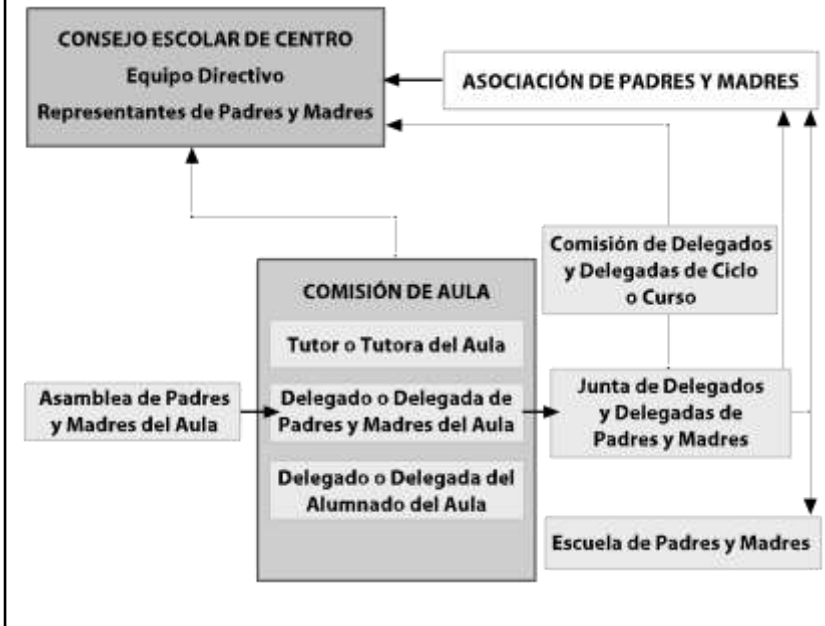 CONSEJO ESCOLAR DE CENTRO
Equipo Directivo
Representantes de Padres y Madres
ASOCIACIÓN DE PADRES Y MADRES
Comisión de Delegados
y Delegadas de Ciclo
o Curso
COMISIÓN DE AULA
Tutor o Tutora del Aula
Asamblea de Padres
y Madres del Aula
Delegado o Delegada de
Padres y Madres del Aula
Junta de Delegados
y Delegadas de
Padres y Madres
Delegado o Delegada del
Alumnado del Aula
Escuela de Padres y Madres